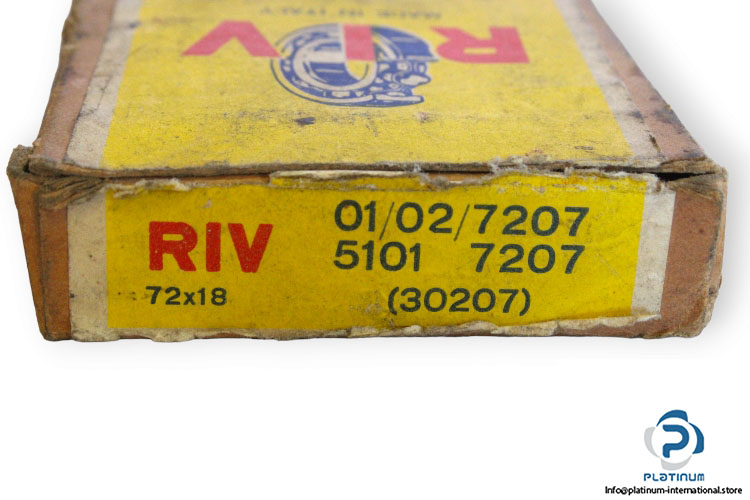 MADE IN ITALY
RIV
RIV
01/02/7207
5101 7207
72x18
(30207)
PLATINUM
Info@platinum-international.store